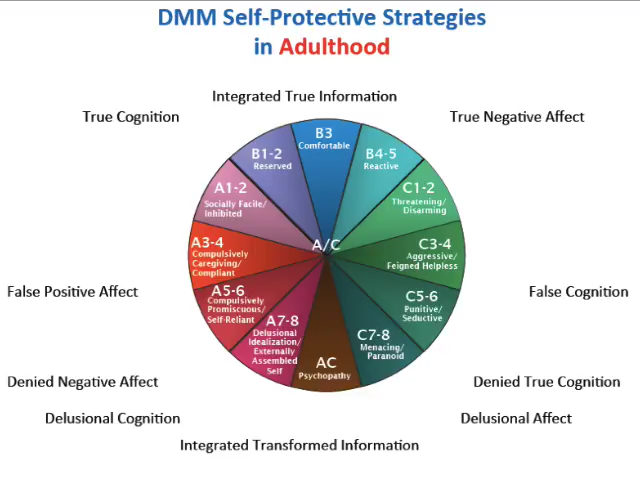 DMM Self-Protective Strategies
in Adulthood
Integrated True Information
True Cognition
True Negative Affect
B3
Comfortable
B1-2
Reserved
B4-5
Reactive
A1-2
Socially Facile/
Inhibited
C1-2
Threatening/
Disarming
A/C
A3-4
Compulsively
Caregiving/
Compliant
C3-4
Aggressive/
Feigned Helpless
False Positive Affect
False Cognition
A5-6
Compulsively
Promiscuous/
Self-Reliant
C5-6
Punitive/
Seductive
A7-8
Delusional
Idealization/
Externally
Assembled
Self
C7-8
Menacing/
Paranoid
AC
Psychopathy
Denied Negative Affect
Denied True Cognition
Delusional Cognition
Delusional Affect
Integrated Transformed Information